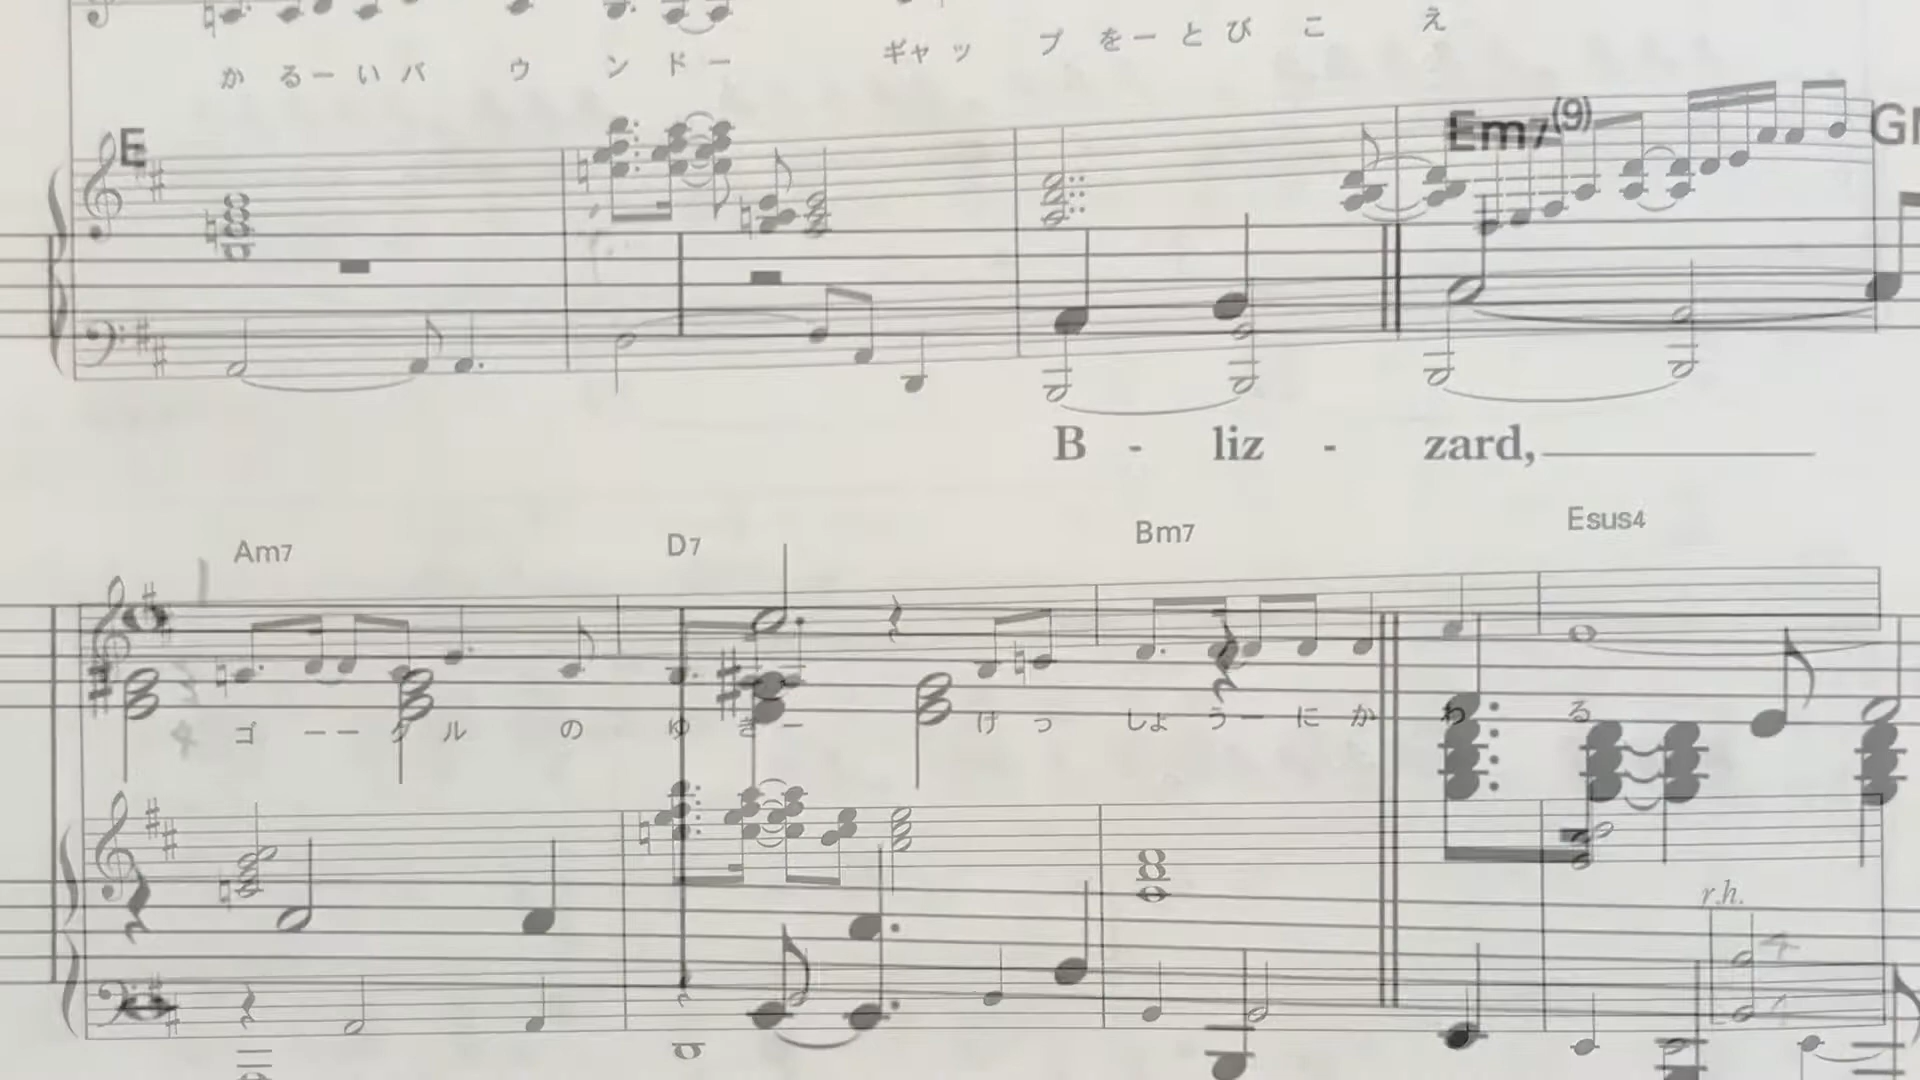 か る ー い バ ウ ン ド ー ギャ ッ プ を ー と び こ え
E Em7(9)
B - liz - zard,
Am7 D7 Bm7 Esus4
ゴ ー ー グ ル の ゆ き ー け っ しょ う ー に か わ る
r.h.